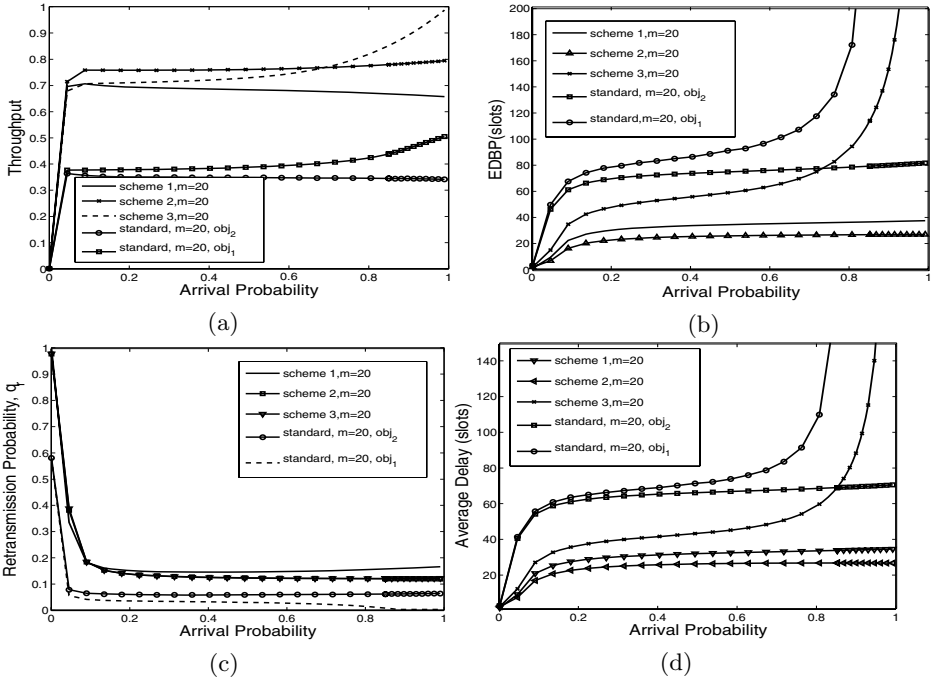 1
0.9
0.8
0.7
0.6
0.5
0.4
0.3
0.2
0.1
0
Throughput
scheme 1,m=20
scheme 2,m=20
scheme 3,m=20
standard, m=20, obj2
standard, m=20, obj1
0 0.2 0.4 0.6 0.8 1
Arrival Probability
(a)
200
180
160
140
120
100
80
60
40
20
0
EDBP(slots)
scheme 1,m=20
scheme 2,m=20
scheme 3,m=20
standard, m=20, obj2
standard,m=20, obj1
0 0.2 0.4 0.6 0.8 1
Arrival Probability
(b)
1
0.9
0.8
0.7
0.6
0.5
0.4
0.3
0.2
0.1
0
Retransmission Probability, qr
scheme 1,m=20
scheme 2,m=20
scheme 3,m=20
standard, m=20, obj2
standard, m=20, obj1
0 0.2 0.4 0.6 0.8 1
Arrival Probability
(c)
140
120
100
80
60
40
20
Average Delay (slots)
scheme 1,m=20
scheme 2,m=20
scheme 3,m=20
standard, m=20, obj2
standard, m=20, obj1
0 0.2 0.4 0.6 0.8 1
Arrival Probability
(d)